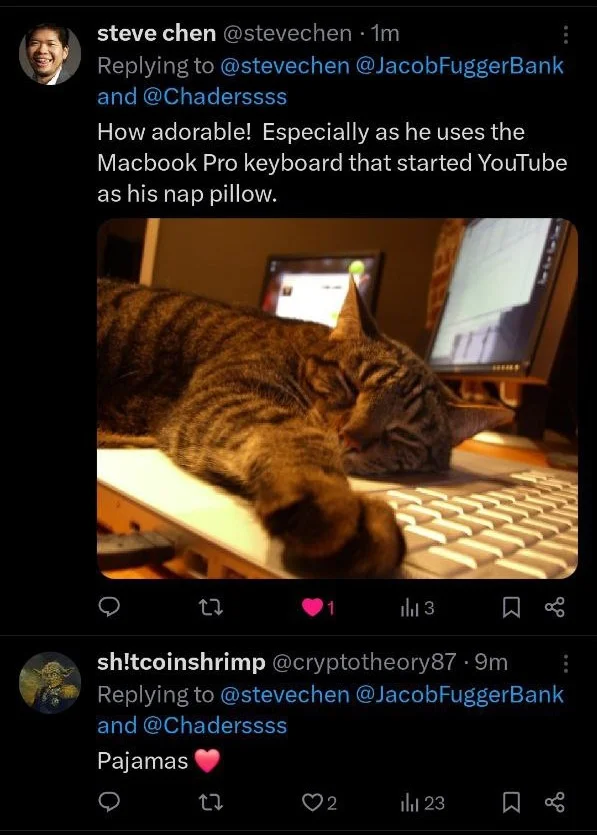 steve chen @stevechen · 1m
Replying to @stevechen @JacobFuggerBank
and @Chaderssss
How adorable!  Especially as he uses the
Macbook Pro keyboard that started YouTube
as his nap pillow.
1
3
sh!tcoinshrimp @cryptotheory87 · 9m
Replying to @stevechen @JacobFuggerBank
and @Chaderssss
Pajamas ❤️
2
23